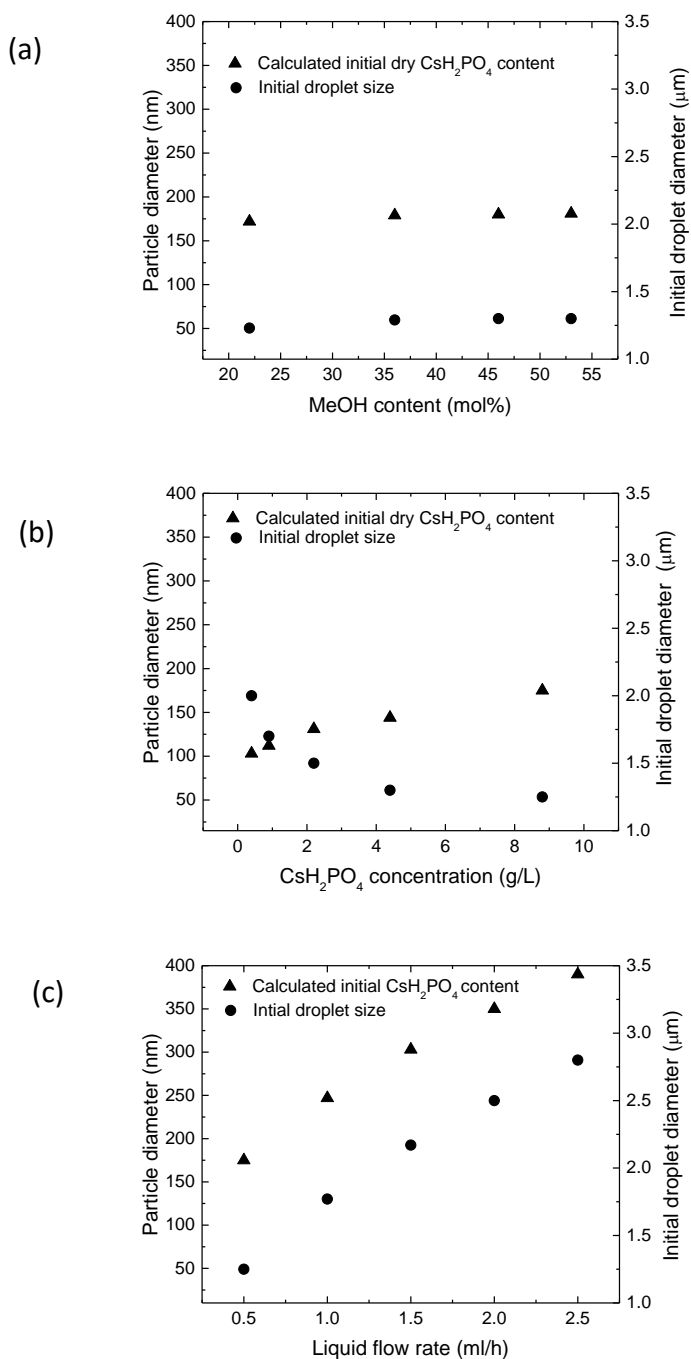 (a)
400
350
300
250
200
150
100
50
Particle diameter (nm)
Calculated initial dry CsH₂PO₄ content
Initial droplet size
3.5
3.0
2.5
2.0
1.5
1.0
Initial droplet diameter (μm)
20 25 30 35 40 45 50 55
MeOH content (mol%)
(b)
400
350
300
250
200
150
100
50
Particle diameter (nm)
Calculated initial dry CsH₂PO₄ content
Initial droplet size
3.5
3.0
2.5
2.0
1.5
1.0
Initial droplet diameter (μm)
0 2 4 6 8 10
CsH₂PO₄ concentration (g/L)
(c)
400
350
300
250
200
150
100
50
Particle diameter (nm)
Calculated initial CsH₂PO₄ content
Intial droplet size
3.5
3.0
2.5
2.0
1.5
1.0
Initial droplet diameter (μm)
0.5 1.0 1.5 2.0 2.5
Liquid flow rate (ml/h)